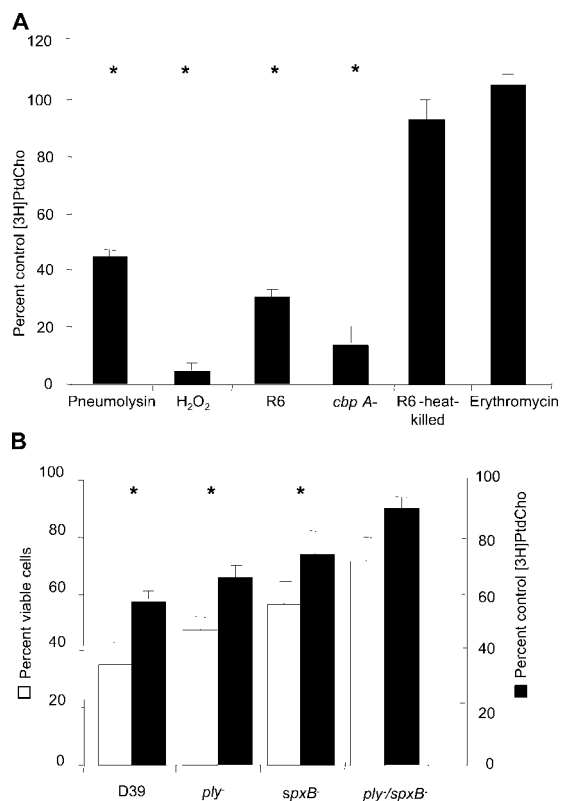 A
120
100
80
60
40
20
0
Percent control [3H]PtdCho
* * * *
Pneumolysin H₂O₂ R6 cbp A- R6 -heat-killed Erythromycin
B
100
80
60
40
20
0
Percent viable cells
* * *
100
80
60
40
20
0
Percent control [3H]PtdCho
D39 ply⁻ spxB⁻ ply⁻/spxB⁻